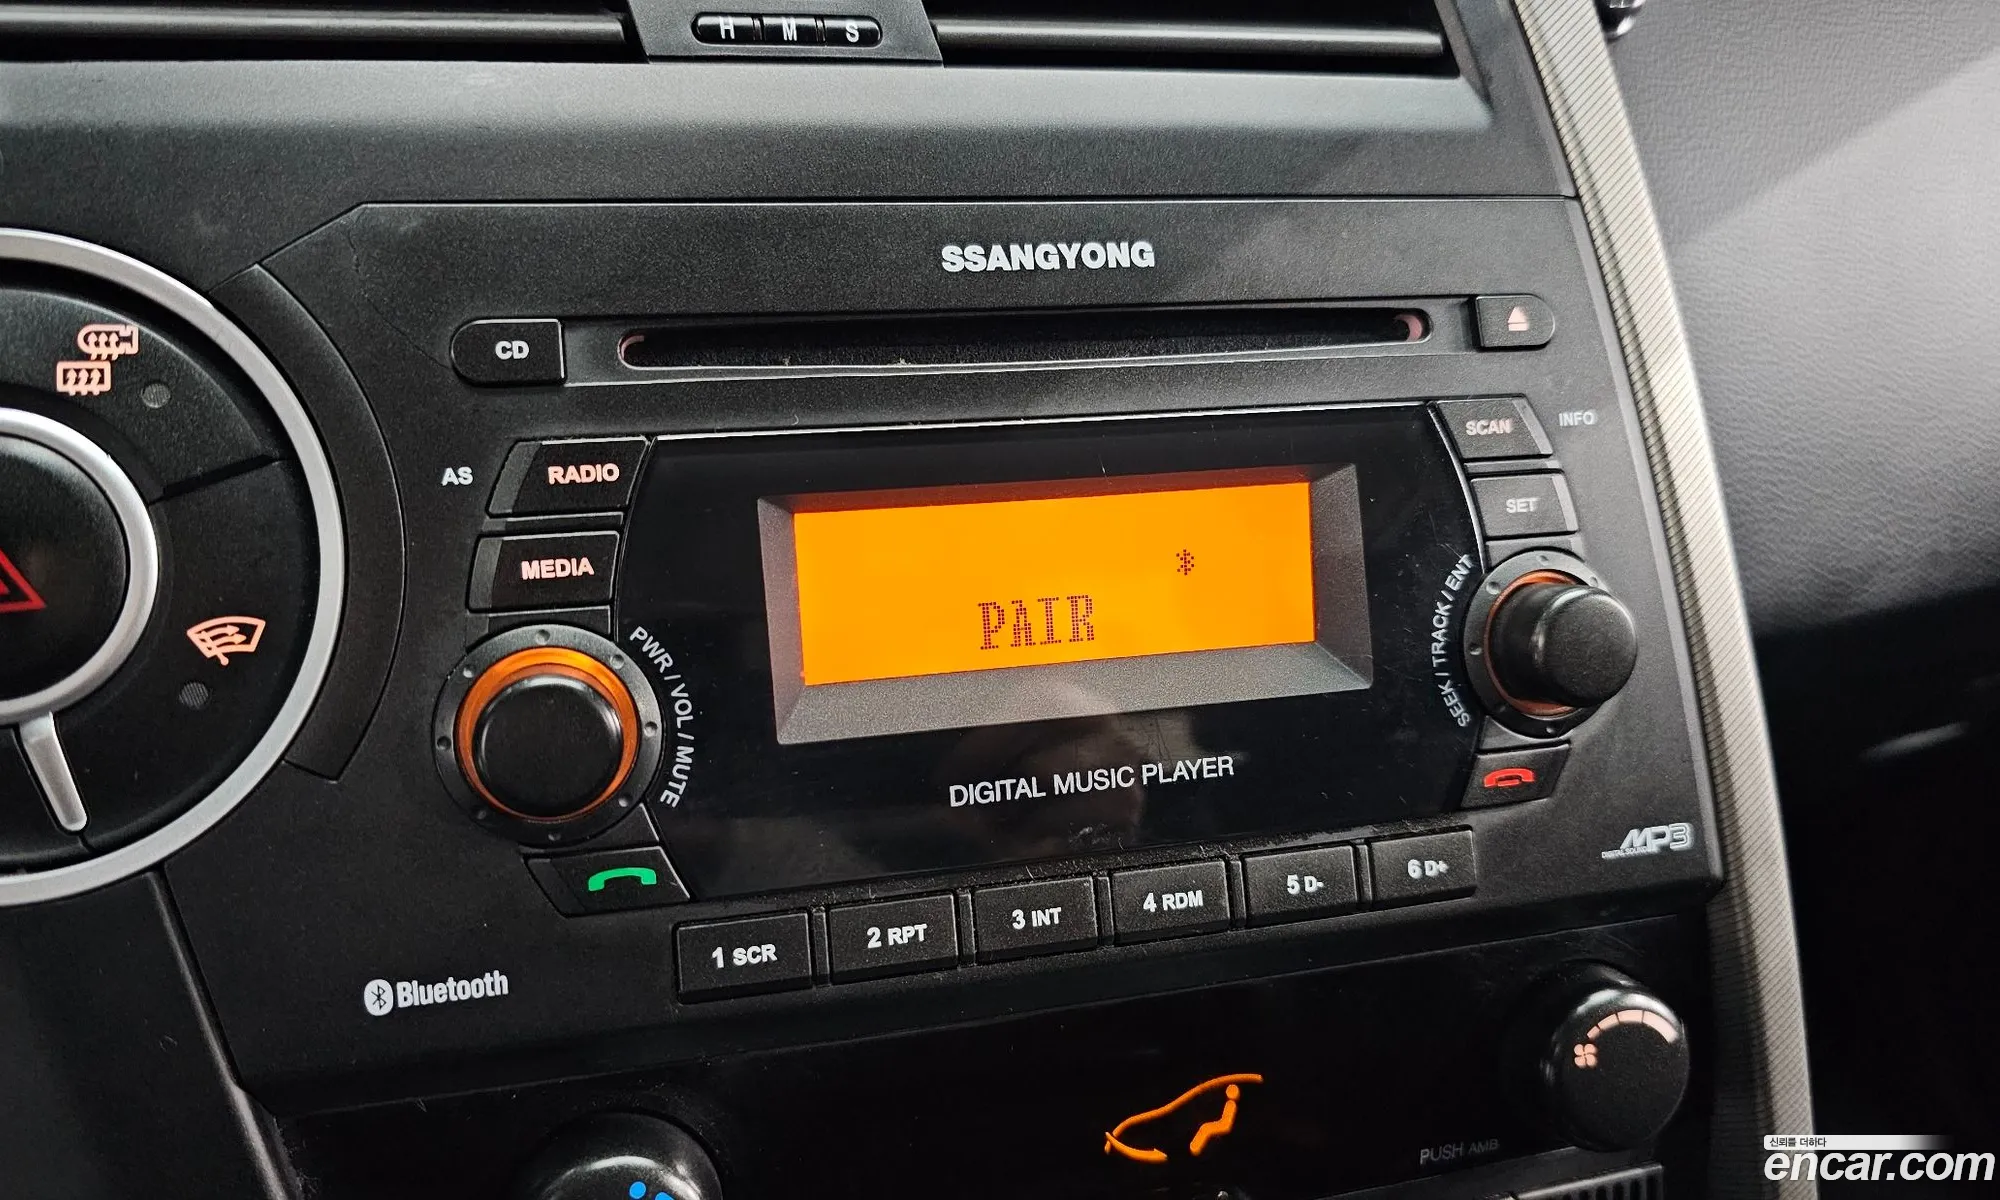 H M S
SSANGYONG
CD
AS
RADIO
SCAN
INFO
MEDIA
SET
PAIR
PWR / VOL / MUTE
SEEK / TRACK / ENT
DIGITAL MUSIC PLAYER
MP3
DIGITAL SOUND
1 SCR
2 RPT
3 INT
4 RDM
5 D-
6 D+
Bluetooth
PUSH AMB
신뢰를 더하다
encar.com